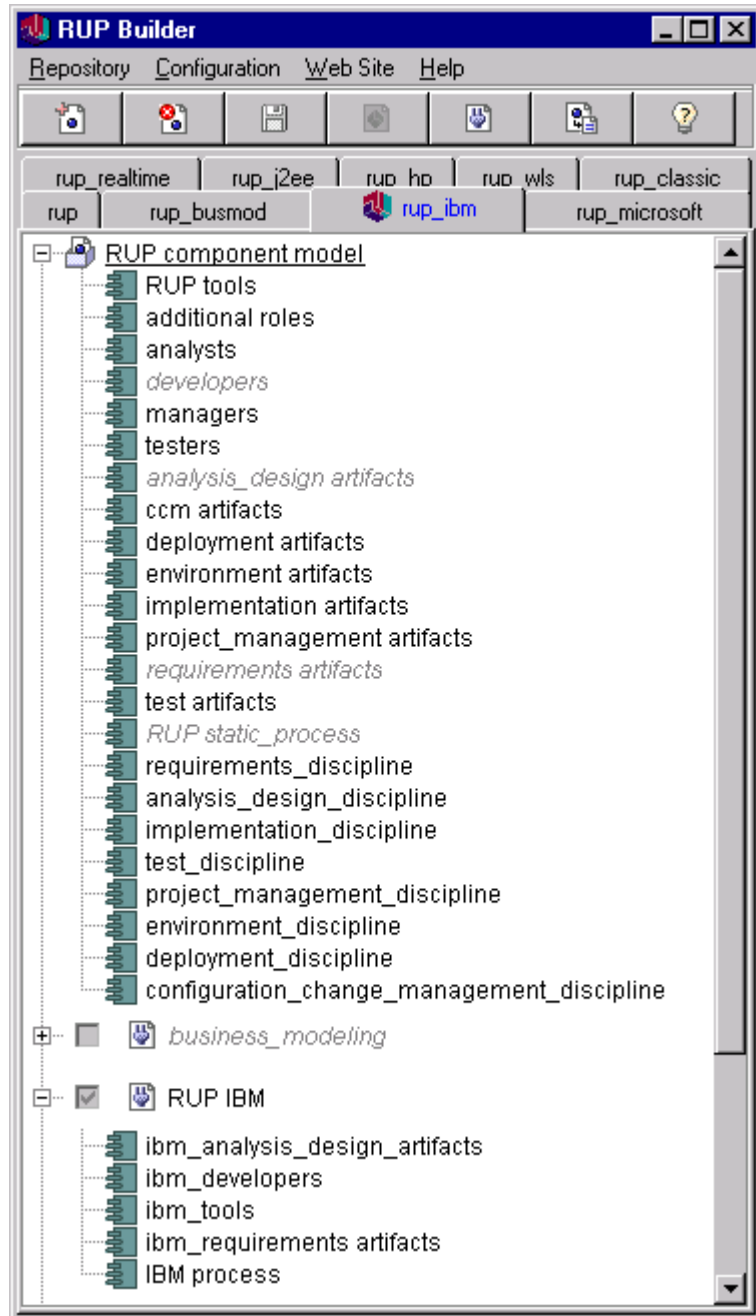 RUP Builder
Repository Configuration Web Site Help
rup_realtime rup_j2ee rup_hp rup_wls rup_classic
rup rup_busmod rup_ibm rup_microsoft
RUP component model
RUP tools
additional roles
analysts
developers
managers
testers
analysis_design artifacts
ccm artifacts
deployment artifacts
environment artifacts
implementation artifacts
project_management artifacts
requirements artifacts
test artifacts
RUP static_process
requirements_discipline
analysis_design_discipline
implementation_discipline
test_discipline
project_management_discipline
environment_discipline
deployment_discipline
configuration_change_management_discipline
business_modeling
RUP IBM
ibm_analysis_design_artifacts
ibm_developers
ibm_tools
ibm_requirements artifacts
IBM process